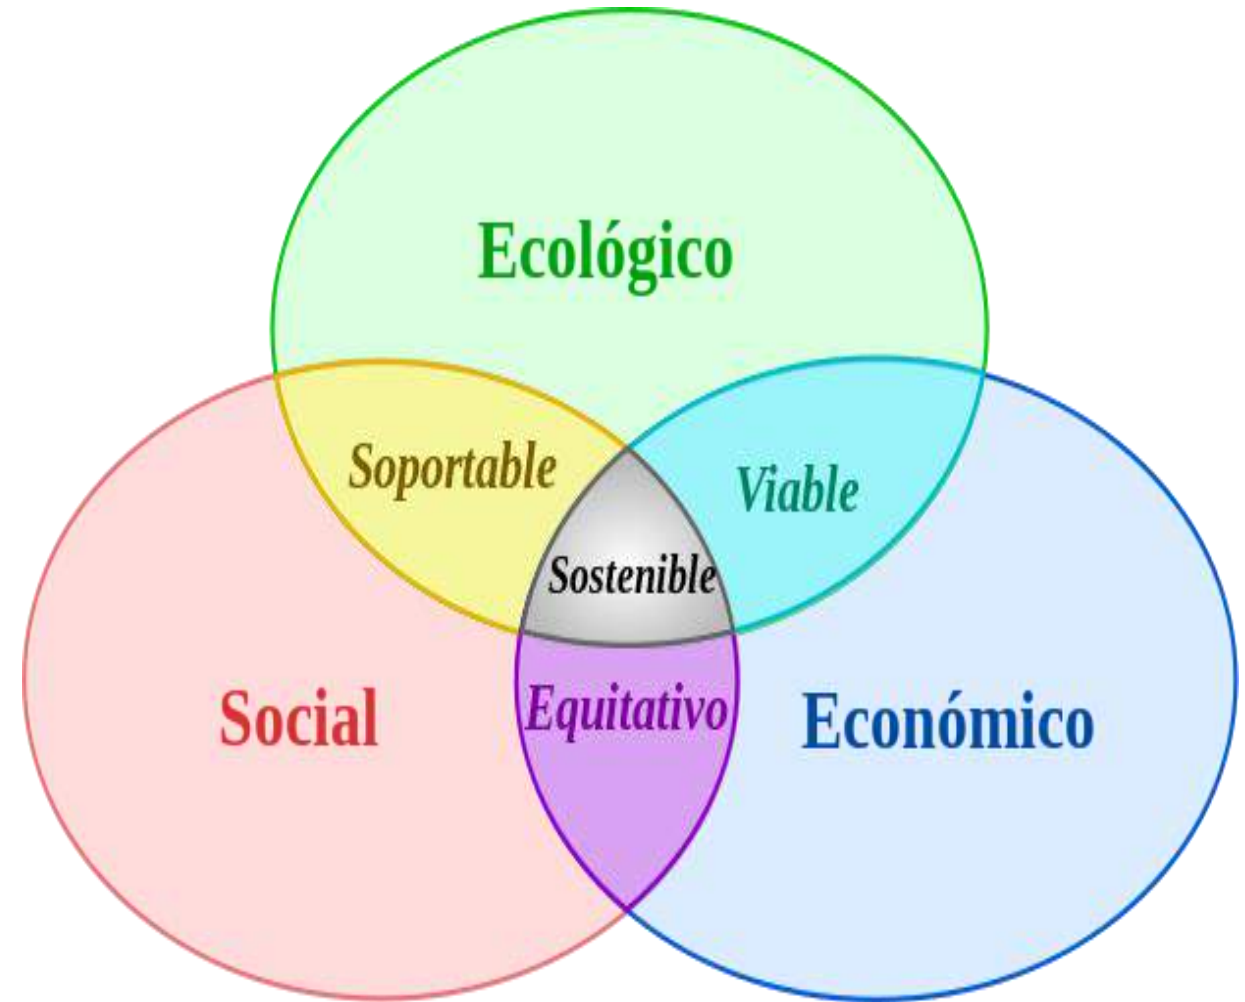 Ecológico
Soportable
Viable
Sostenible
Social
Equitativo
Económico